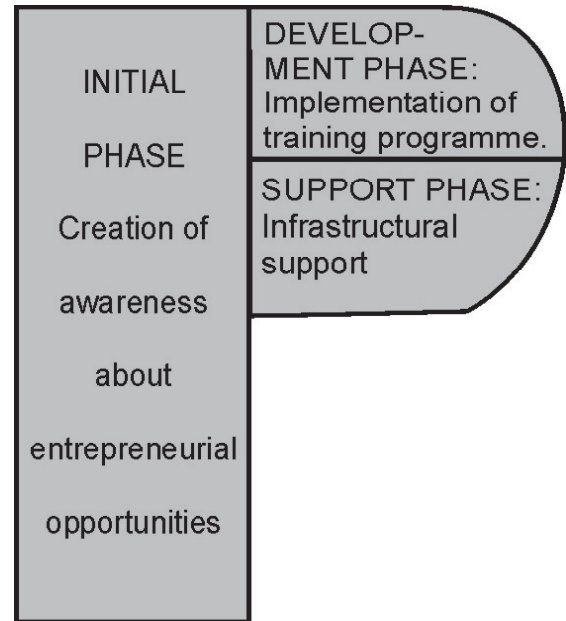 INITIAL
PHASE
Creation of
awareness
about
entrepreneurial
opportunities
DEVELOP-
MENT PHASE:
Implementation of
training programme.
SUPPORT PHASE:
Infrastructural
support